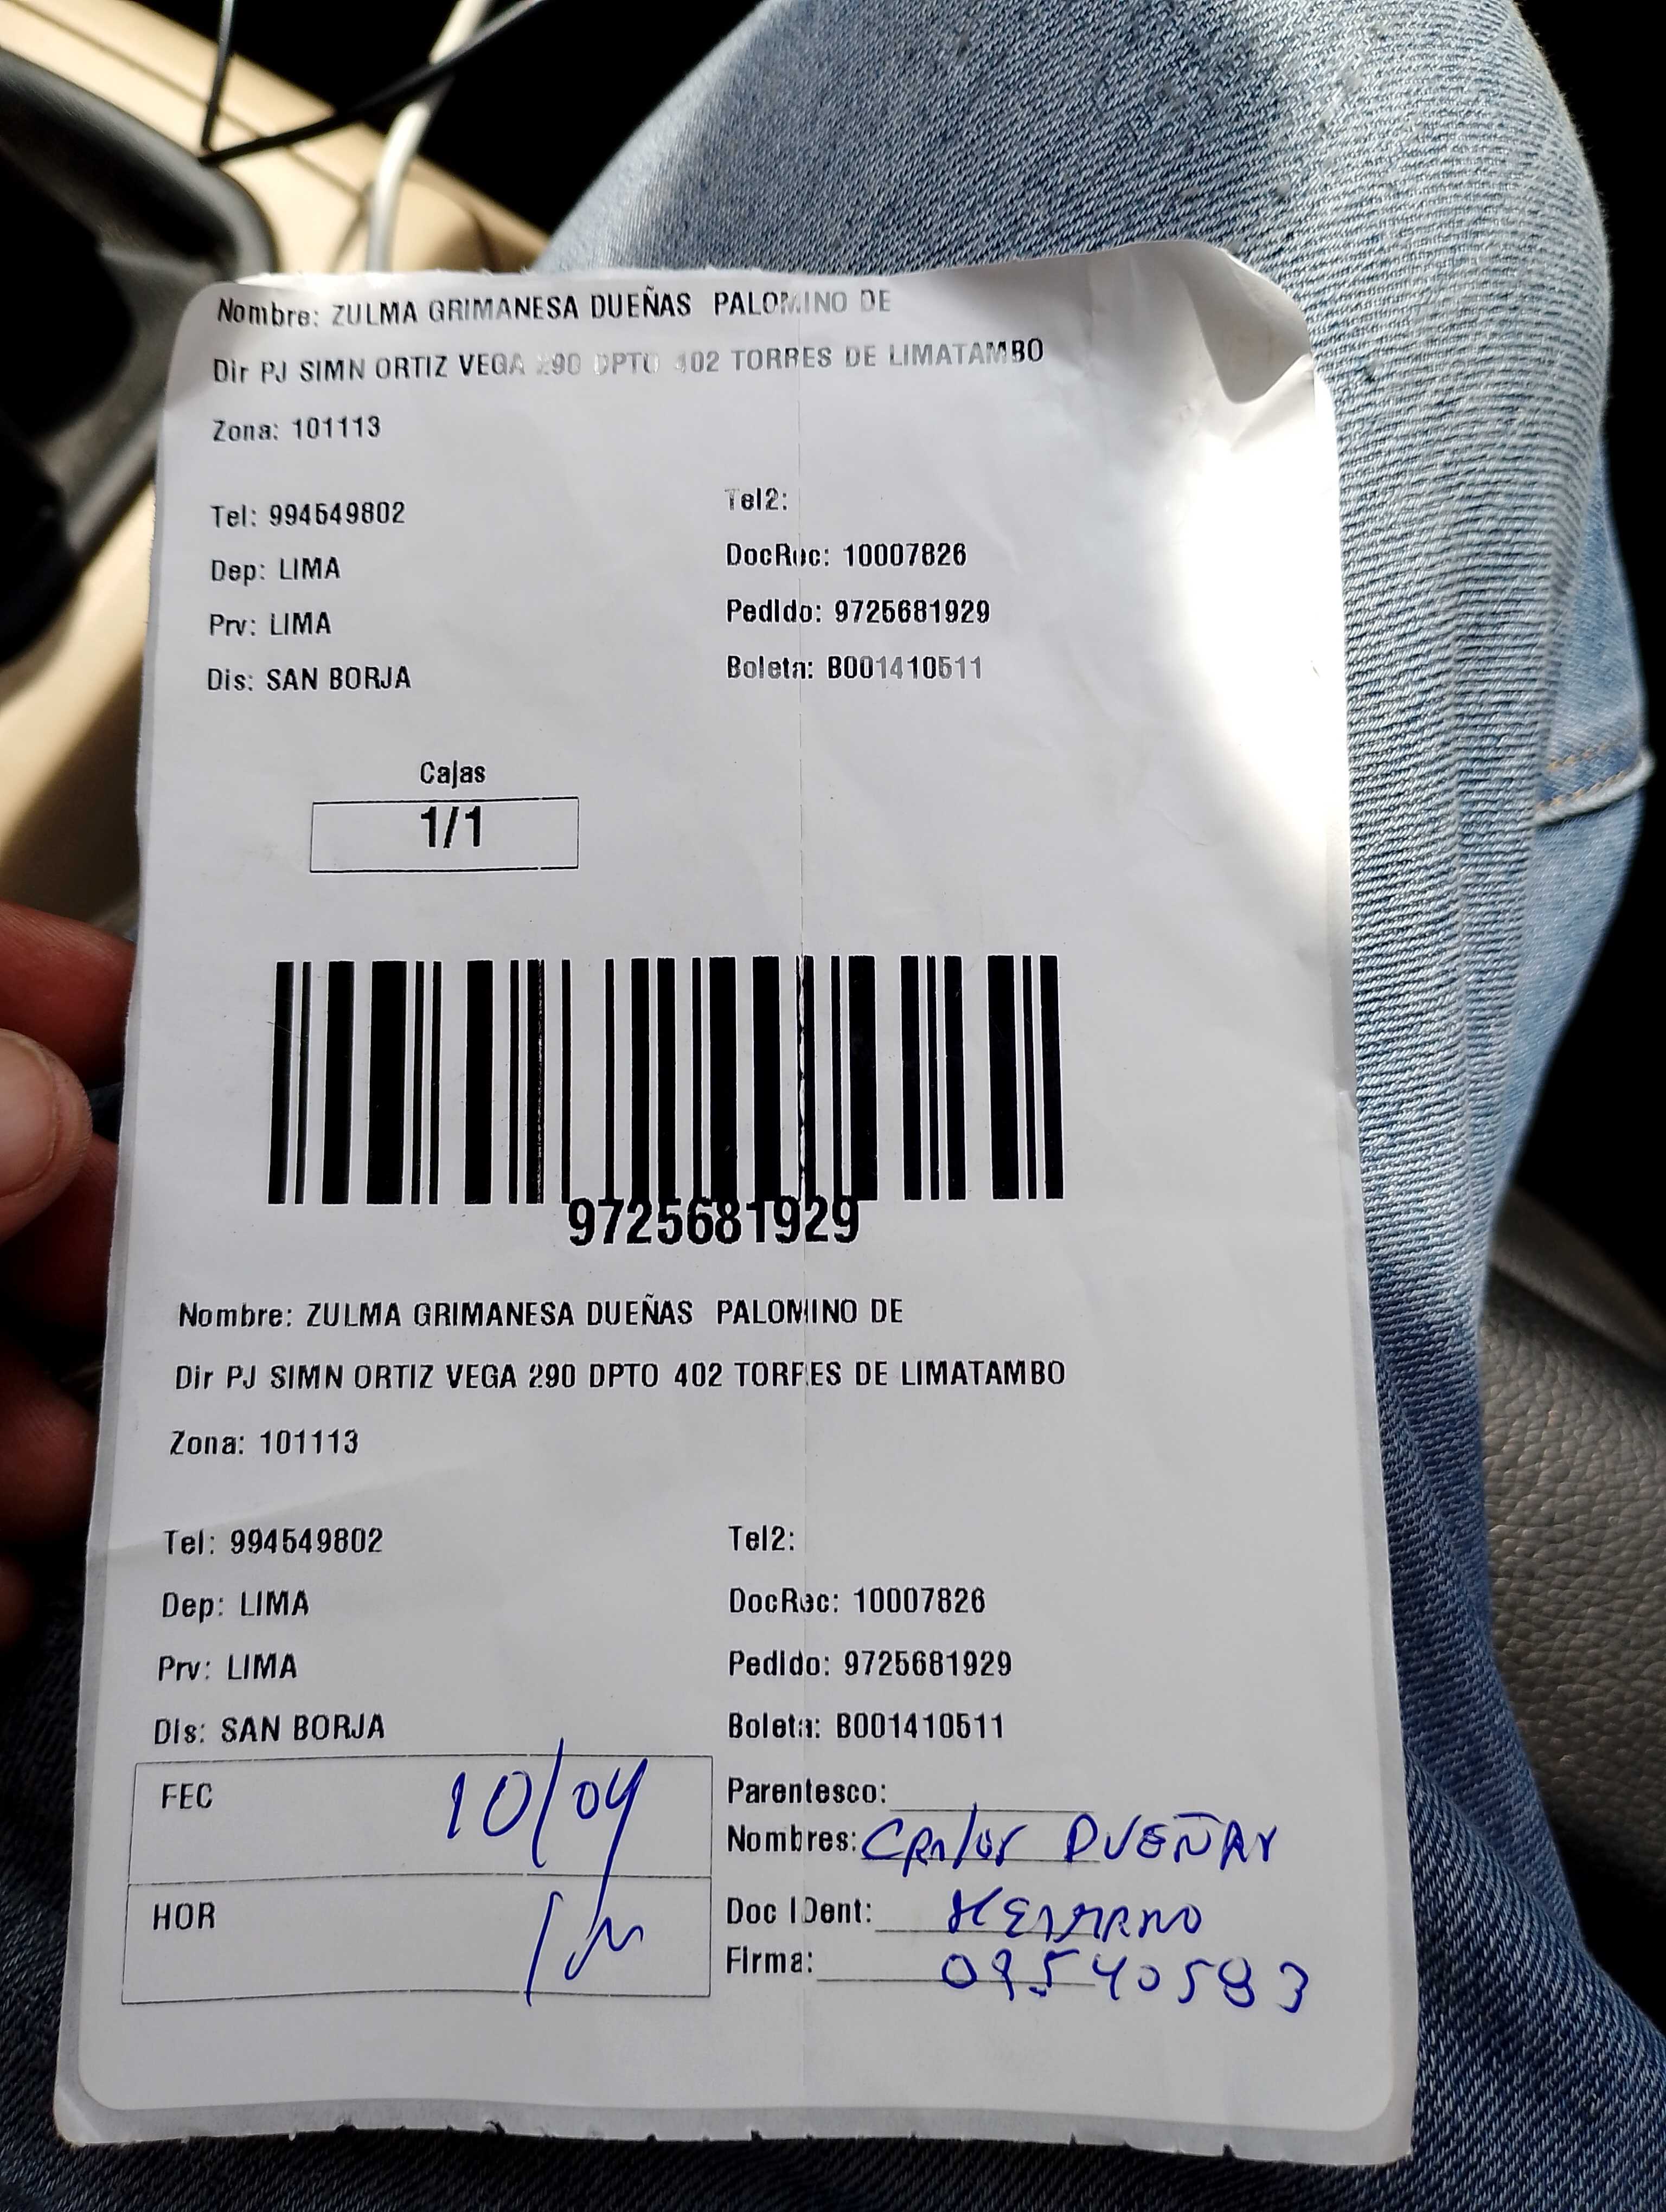 Nombre: ZULMA GRIMANESA DUEÑAS PALOMINO DE
Dir PJ SIMN ORTIZ VEGA 290 DPTO 402 TORRES DE LIMATAMBO
Zona: 101113
Tel: 994549802 Tel2:
Dep: LIMA DocRec: 10007826
Prv: LIMA Pedido: 9725681929
Dis: SAN BORJA Boleta: B001410511
Cajas
1/1
9725681929
Nombre: ZULMA GRIMANESA DUEÑAS PALOMINO DE
Dir PJ SIMN ORTIZ VEGA 290 DPTO 402 TORRES DE LIMATAMBO
Zona: 101113
Tel: 994549802 Tel2:
Dep: LIMA DocRec: 10007826
Prv: LIMA Pedido: 9725681929
Dis: SAN BORJA Boleta: B001410511
FEC 10/04 Parentesco:
Nombres: CARLOS DUEÑAS
HOR Doc IDent: HERMANO
Firma: 09540593